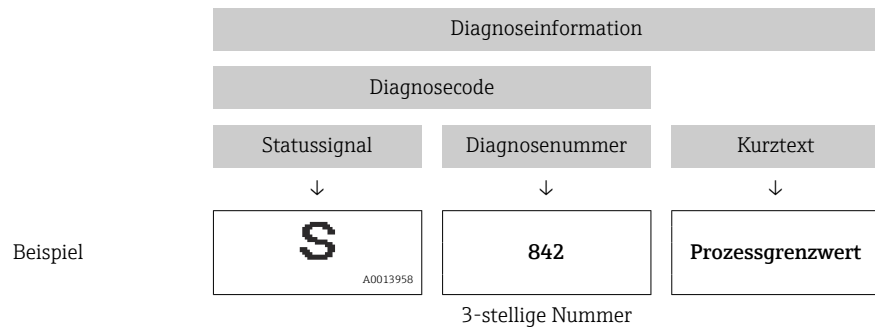 Diagnoseinformation
Diagnosecode
Statussignal Diagnosenummer Kurztext
↓ ↓ ↓
Beispiel S 842 Prozessgrenzwert
A0013958
3-stellige Nummer